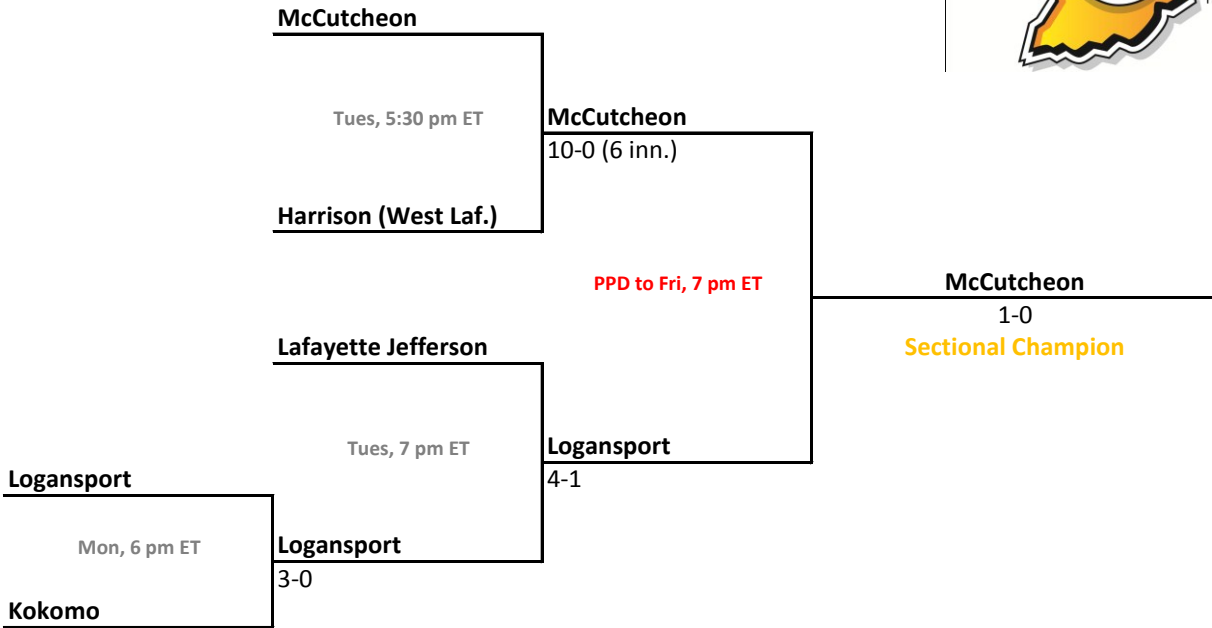 McCutcheon
Tues, 5:30 pm ET
McCutcheon
10-0 (6 inn.)
Harrison (West Laf.)
PPD to Fri, 7 pm ET
McCutcheon
1-0
Sectional Champion
Lafayette Jefferson
Tues, 7 pm ET
Logansport
4-1
Logansport
Mon, 6 pm ET
Logansport
3-0
Kokomo